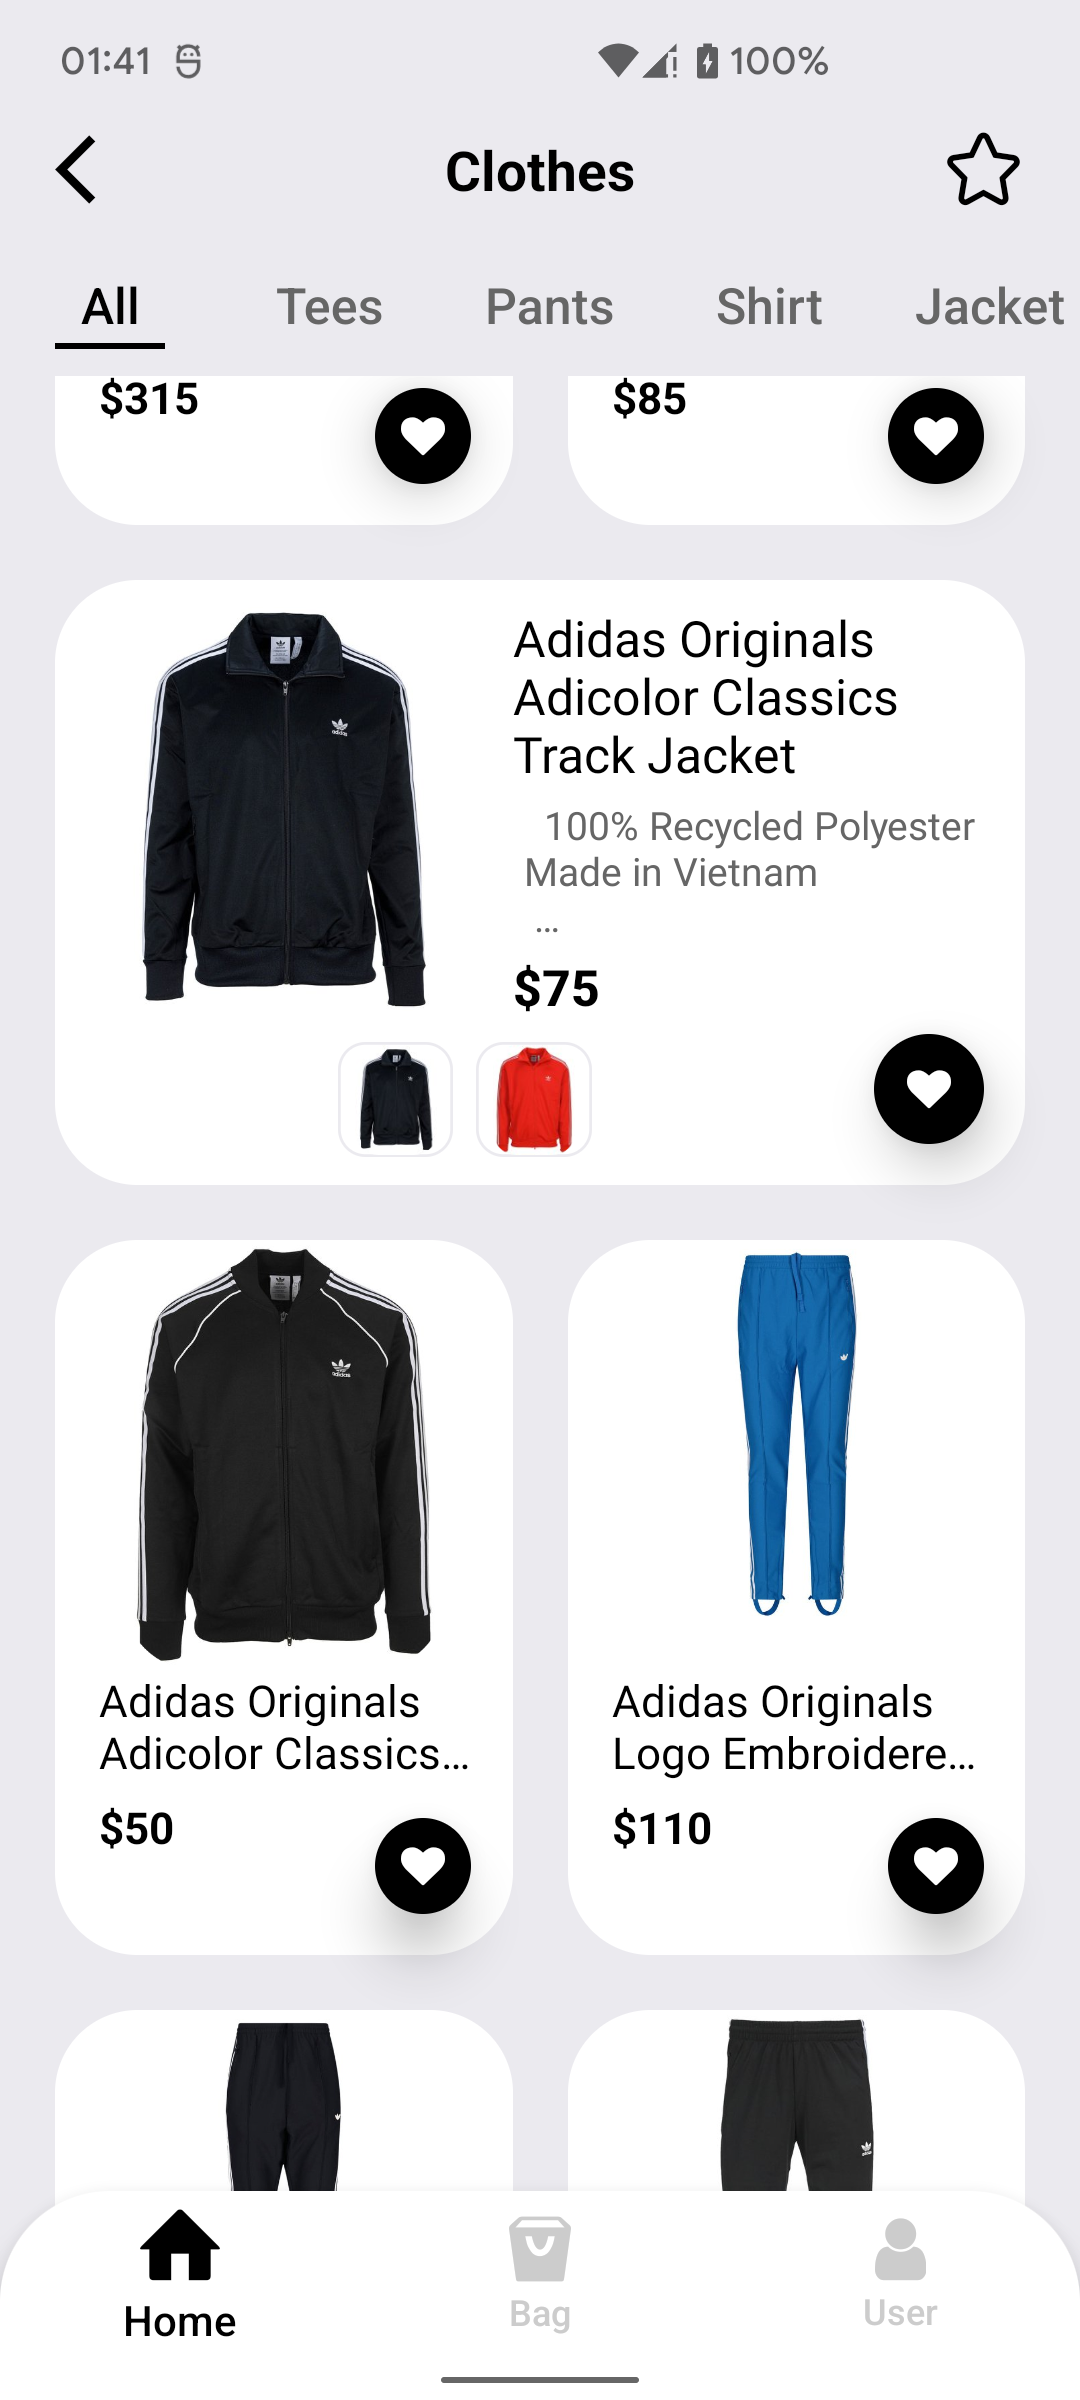 01:41
100%
Clothes
All
Tees
Pants
Shirt
Jacket
$315
$85
Adidas Originals
Adicolor Classics
Track Jacket
100% Recycled Polyester
Made in Vietnam
...
$75
Adidas Originals
Adicolor Classics...
$50
Adidas Originals
Logo Embroidere...
$110
Home
Bag
User